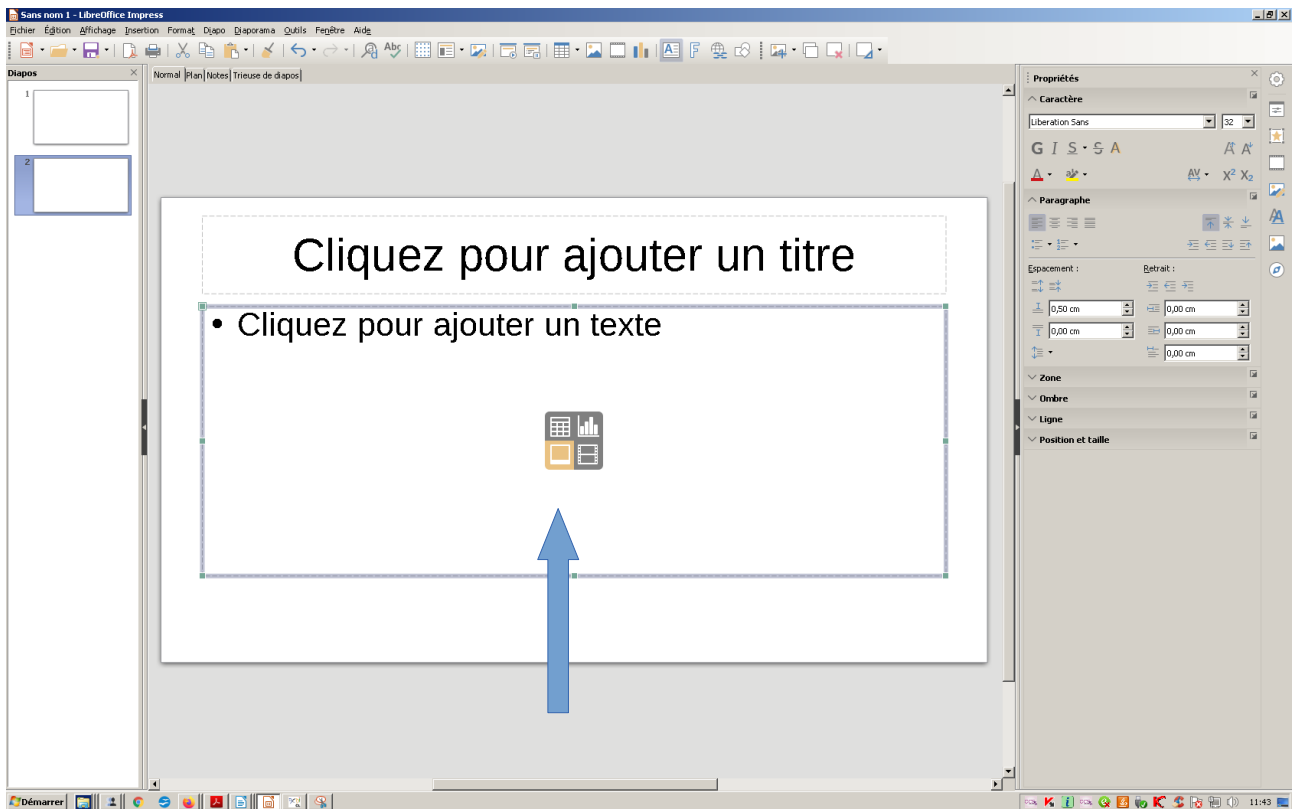 Sans nom 1 - LibreOffice Impress
Fichier Édition Affichage Insertion Format Diapo Diaporama Outils Fenêtre Aide
Diapos
Normal Plan Notes Trieuse de diapos
1
2
Cliquez pour ajouter un titre
• Cliquez pour ajouter un texte
Propriétés
Caractère
Liberation Sans 32
G I S S A
Paragraphe
Espacement : Retrait :
0,50 cm 0,00 cm
0,00 cm 0,00 cm
0,00 cm
Zone
Ombre
Ligne
Position et taille
Démarrer 11:43